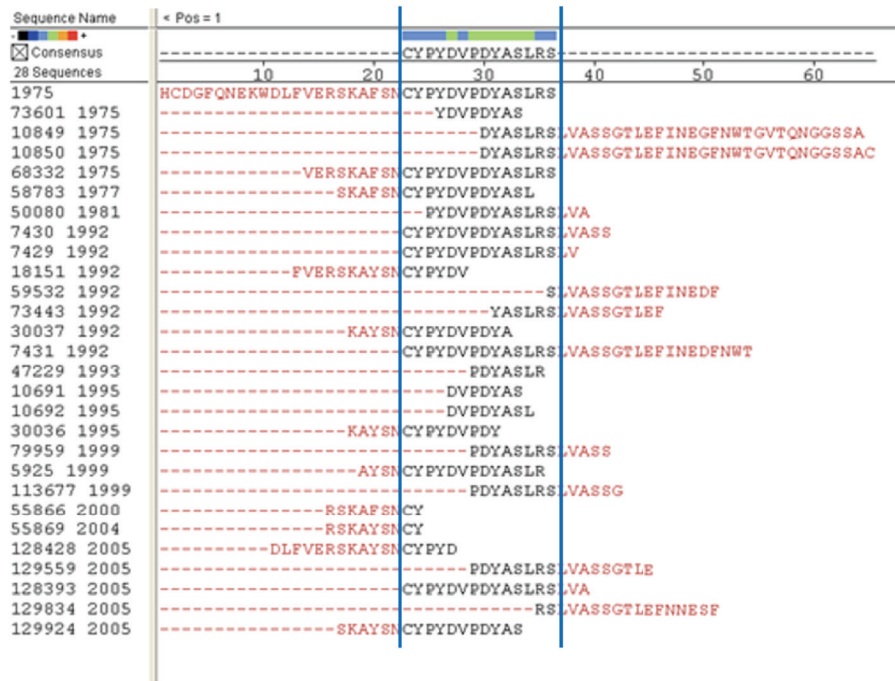 Sequence Name < Pos = 1
- +
Consensus ----------------------CYPYDVPDYASLRS-----------------------------
28 Sequences 10 20 30 40 50 60
1975 HCDGFQNEKWDLFVERSKAFSNCYPYDVPDYASLRS
73601 1975 -------------------------YDVPDYAS
10849 1975 -----------------------------DYASLRSLVASSGTLEFINEGFNWTGVTQNGGSSA
10850 1975 -----------------------------DYASLRSLVASSGTLEFINEGFNWTGVTQNGGSSAC
68332 1975 -------------VERSKAFSNCYPYDVPDYASLRS
58783 1977 ----------------SKAFSNCYPYDVPDYASL
50080 1981 ------------------------PYDVPDYASLRSLVA
7430 1992 ----------------------CYPYDVPDYASLRSLVASS
7429 1992 ----------------------CYPYDVPDYASLRSLV
18151 1992 ------------FVERSKAYSNCYPYDV
59532 1992 -----------------------------------SLVASSGTLEFINEDF
73443 1992 ------------------------------YASLRSLVASSGTLEF
30037 1992 -----------------KAYSNCYPYDVPDYA
7431 1992 ----------------------CYPYDVPDYASLRSLVASSGTLEFINEDFNWT
47229 1993 ----------------------------PDYASLR
10691 1995 --------------------------DVPDYAS
10692 1995 --------------------------DVPDYASL
30036 1995 -----------------KAYSNCYPYDVPDY
79959 1999 ----------------------------PDYASLRSLVASS
5925 1999 ------------------AYSNCYPYDVPDYASLR
113677 1999 ----------------------------PDYASLRSLVASSG
55866 2000 ---------------RSKAFSNCY
55869 2004 ---------------RSKAYSNCY
128428 2005 ----------DLFVERSKAYSNCYPYD
129559 2005 ----------------------------PDYASLRSLVASSGTLE
128393 2005 ----------------------CYPYDVPDYASLRSLVA
129834 2005 ----------------------------------RSLVASSGTLEFNNESF
129924 2005 ----------------SKAYSNCYPYDVPDYAS